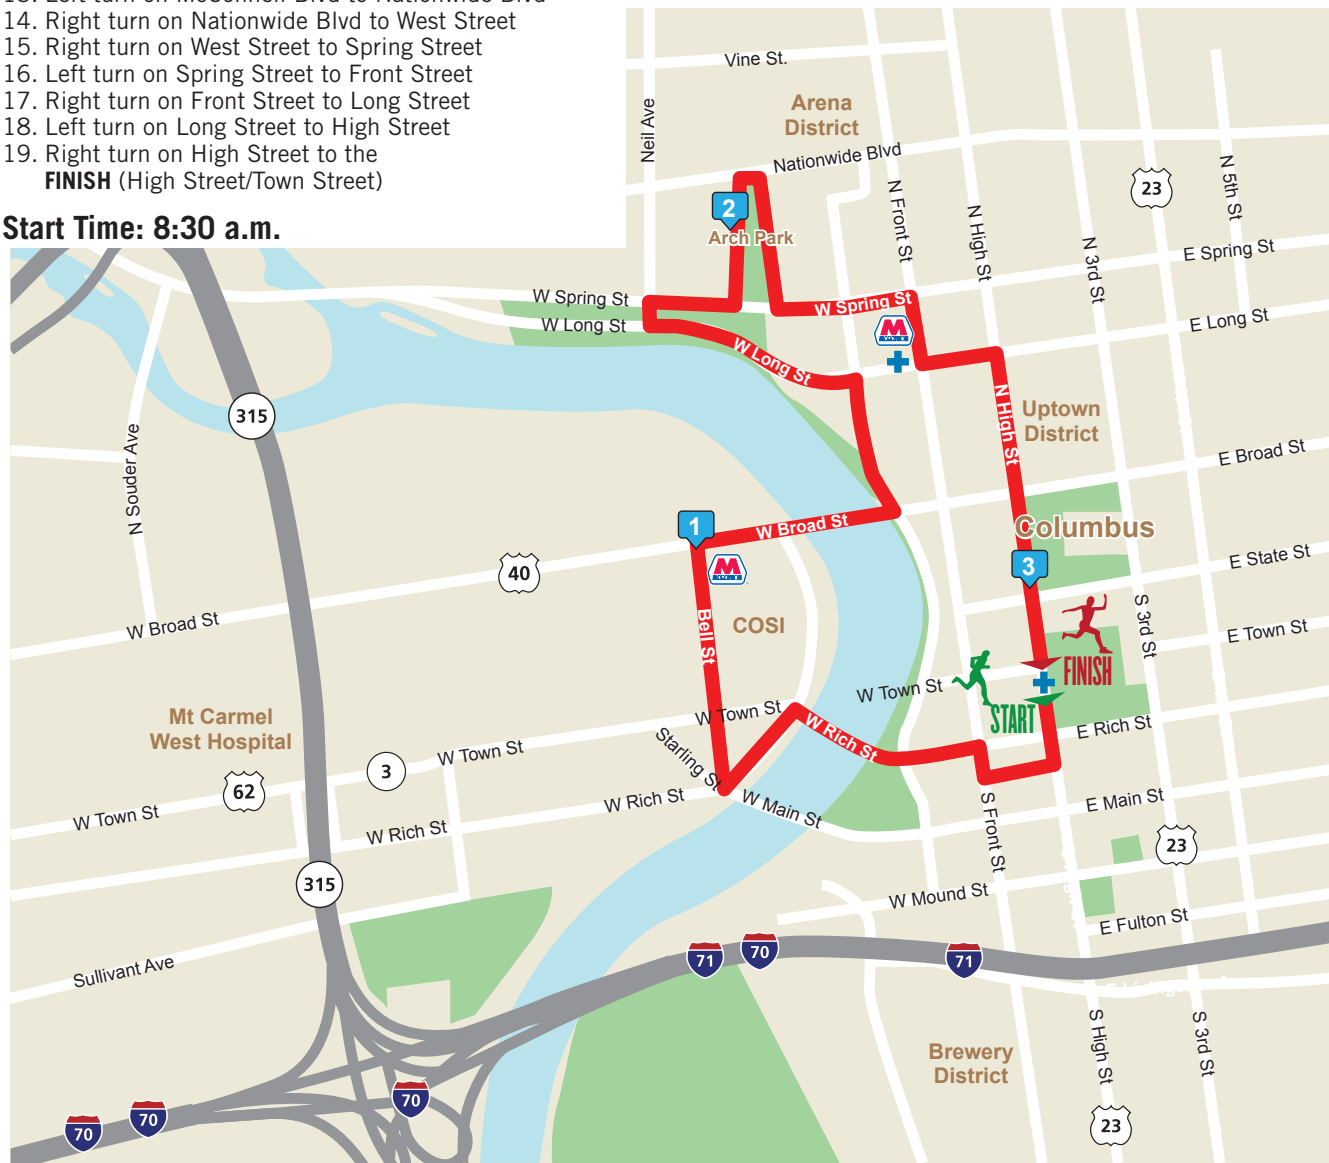 14. Right turn on Nationwide Blvd to West Street
15. Right turn on West Street to Spring Street
16. Left turn on Spring Street to Front Street
17. Right turn on Front Street to Long Street
18. Left turn on Long Street to High Street
19. Right turn on High Street to the
FINISH (High Street/Town Street)
Start Time: 8:30 a.m.
Vine St.
Neil Ave
Arena
District
Nationwide Blvd
N Front St
N High St
N 3rd St
N 5th St
23
E Spring St
2
Arch Park
W Spring St
W Spring St
W Long St
W Long St
M
E Long St
315
N Souder Ave
N High St
Uptown
District
E Broad St
1
W Broad St
Columbus
M
40
3
E State St
W Broad St
Bell St
COSI
S 3rd St
E Town St
FINISH
W Town St
START
Mt Carmel
West Hospital
W Town St
W Rich St
E Rich St
Starling St
3
W Town St
62
W Town St
W Rich St
W Rich St
W Main St
S Front St
E Main St
23
315
W Mound St
E Fulton St
Sullivant Ave
71
70
71
S High St
S 3rd St
Brewery
District
70
70
70
23